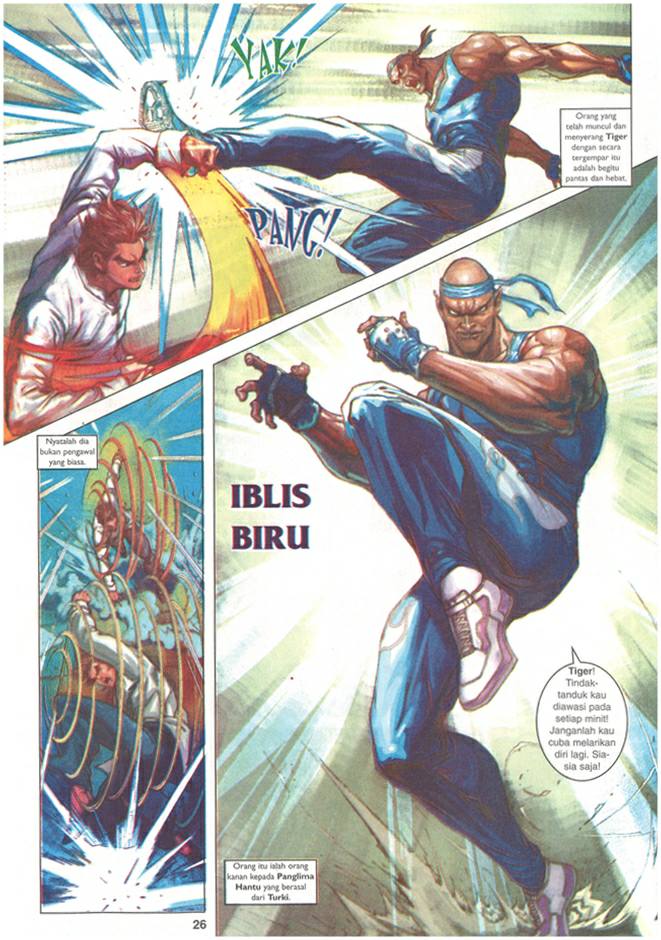 YAK!
Orang yang
telah muncul dan
menyerang Tiger
dengan secara
tergempar itu
adalah begitu
pantas dan hebat.
PANG!
Nyatalah dia
bukan pengawal
yang biasa.
IBLIS
BIRU
Tiger!
Tindak-
tanduk kau
diawasi pada
setiap minit!
Janganlah kau
cuba melarikan
diri lagi. Sia-
sia saja!
Orang itu ialah orang
kanan kepada Panglima
Hantu yang berasal
dari Turki.
26